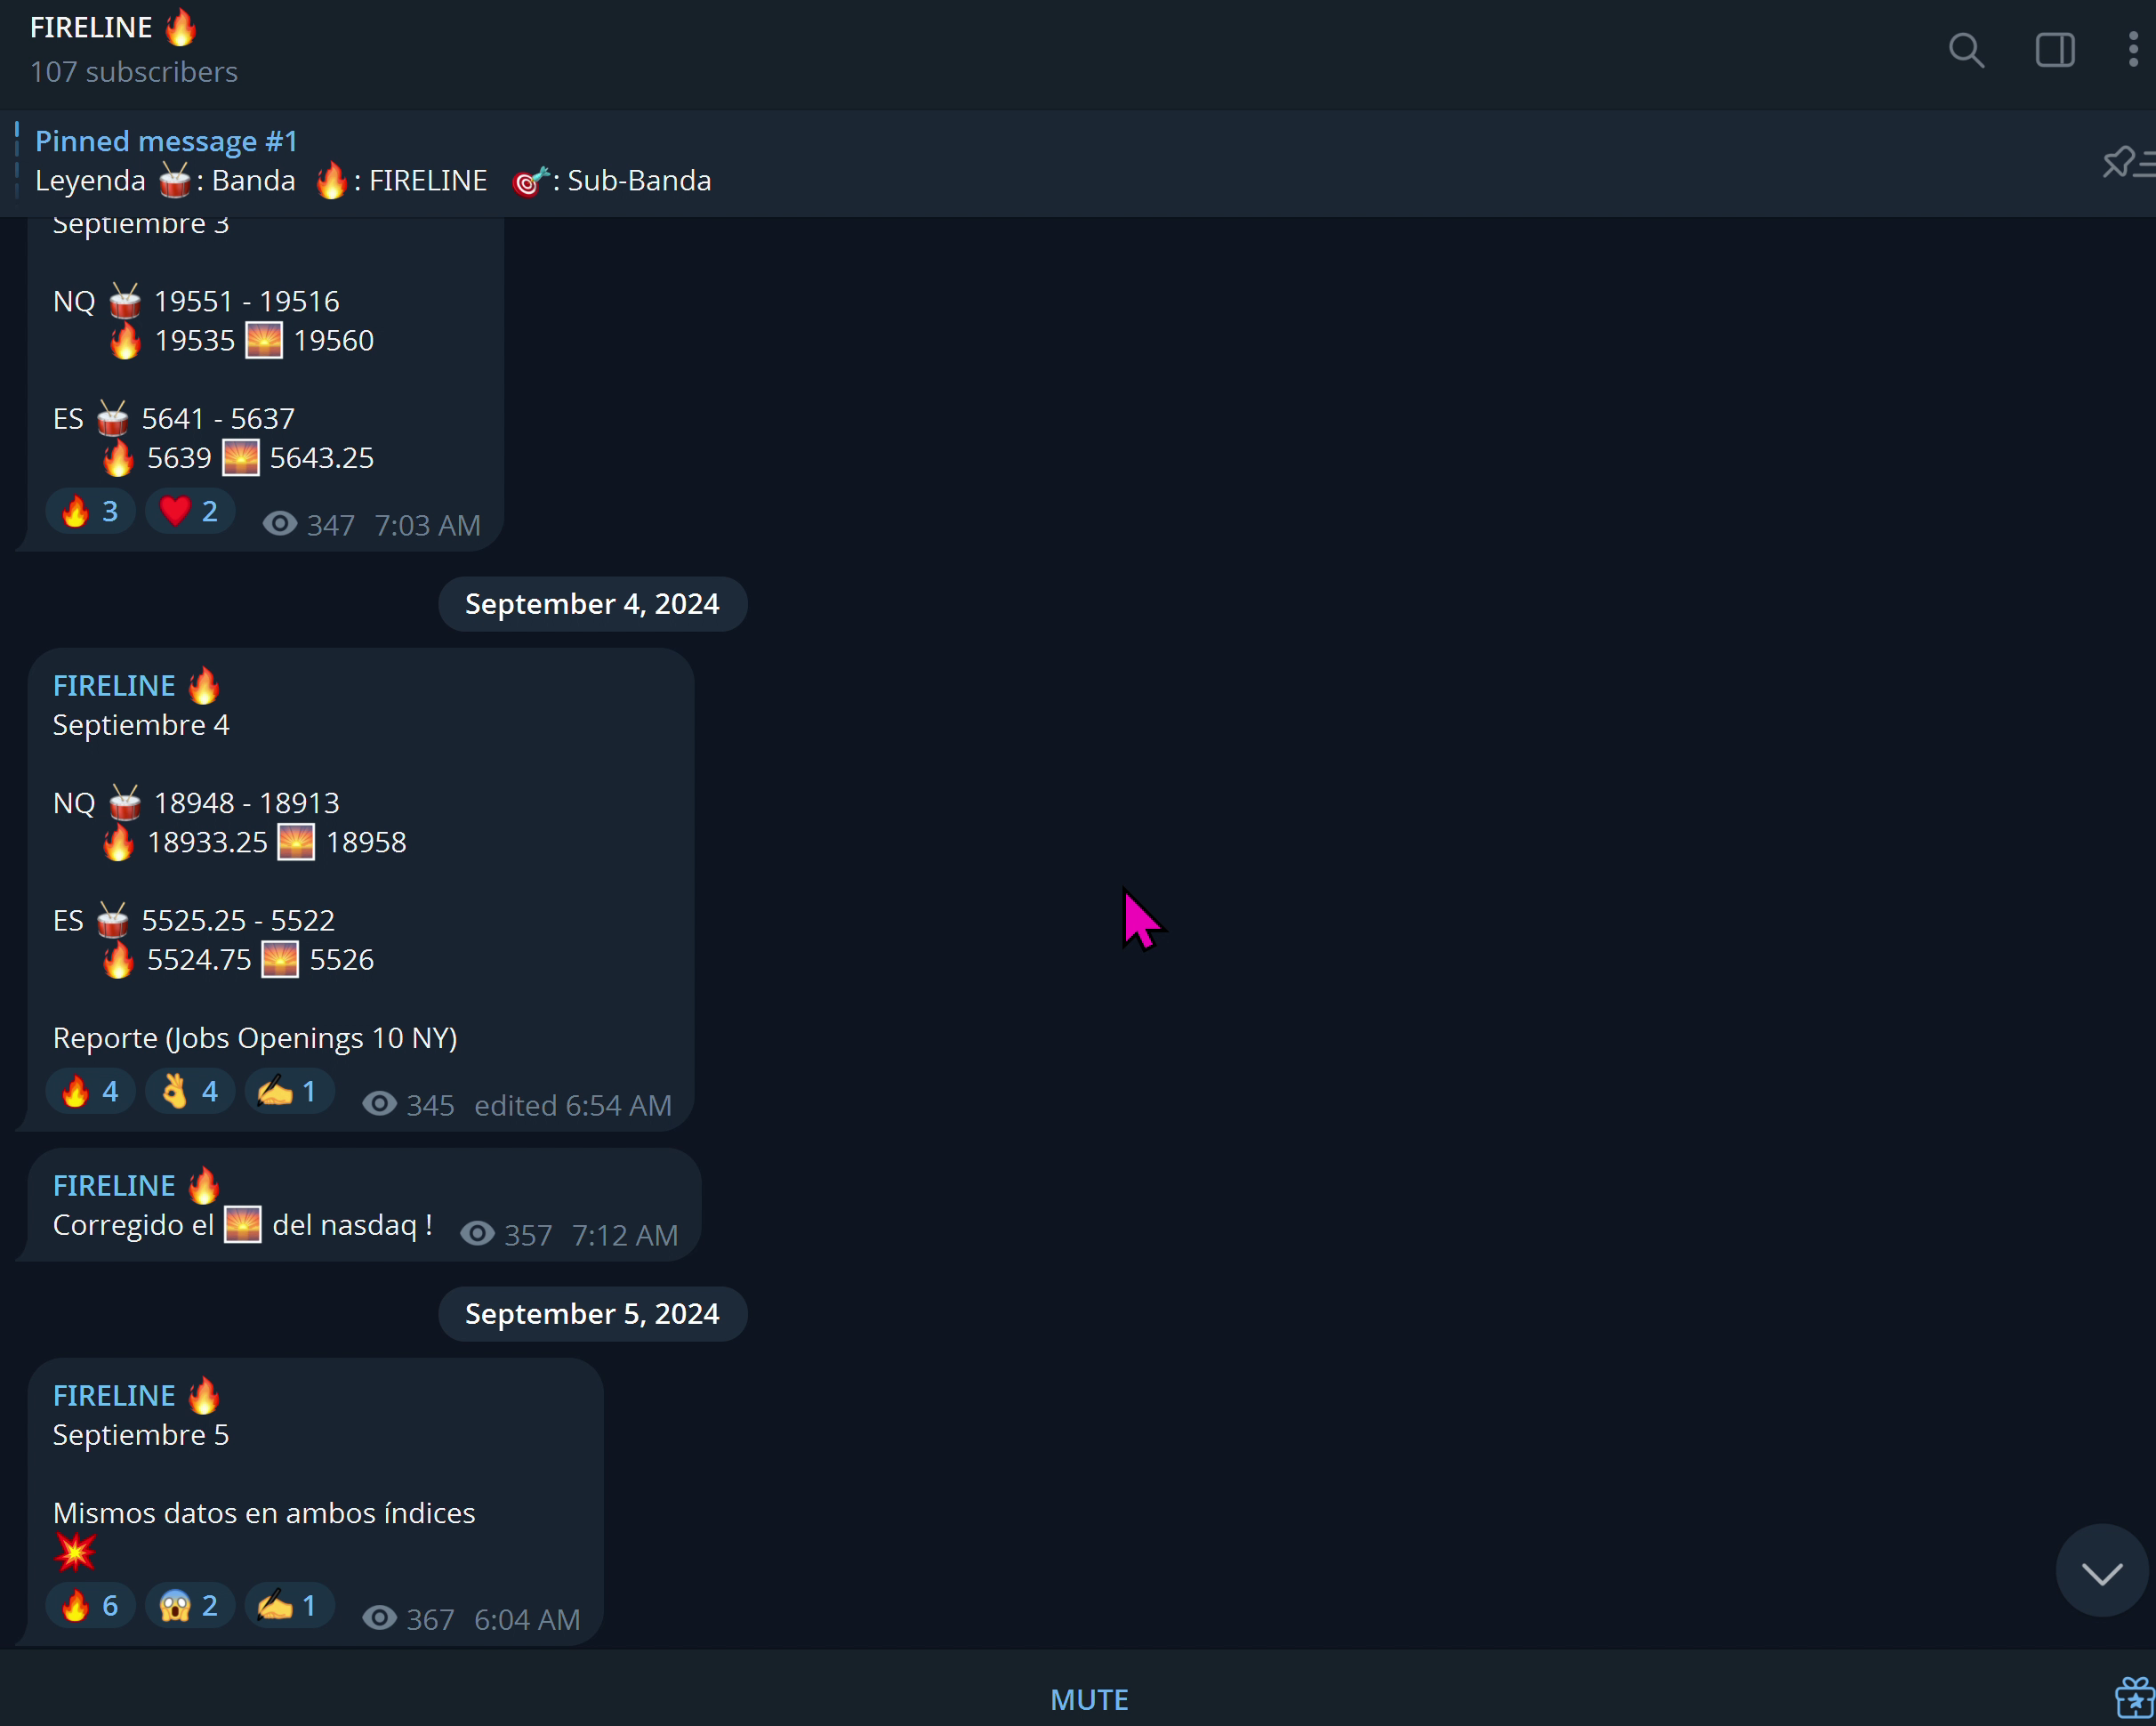 FIRELINE 🔥
107 subscribers
Pinned message #1
Leyenda 🥁: Banda 🔥: FIRELINE 🎯: Sub-Banda
Septiembre 3
NQ 🥁 19551 - 19516
🔥 19535 🌅 19560
ES 🥁 5641 - 5637
🔥 5639 🌅 5643.25
🔥 3 ❤️ 2 347 7:03 AM
September 4, 2024
FIRELINE 🔥
Septiembre 4
NQ 🥁 18948 - 18913
🔥 18933.25 🌅 18958
ES 🥁 5525.25 - 5522
🔥 5524.75 🌅 5526
Reporte (Jobs Openings 10 NY)
🔥 4 👌 4 ✍️ 1 345 edited 6:54 AM
FIRELINE 🔥
Corregido el 🌅 del nasdaq ! 357 7:12 AM
September 5, 2024
FIRELINE 🔥
Septiembre 5
Mismos datos en ambos índices
💥
🔥 6 😱 2 ✍️ 1 367 6:04 AM
MUTE